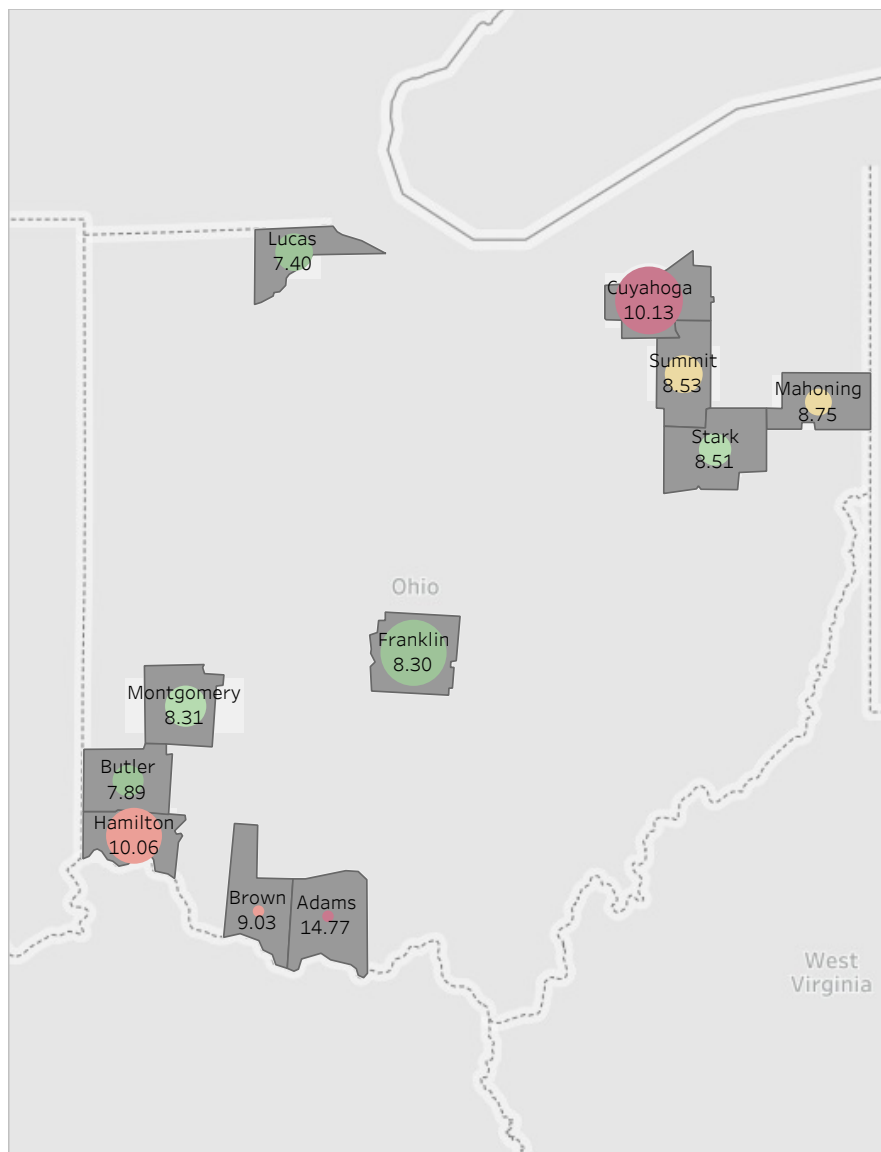 Lucas
7.40
Cuyahoga
10.13
Summit
8.53
Mahoning
8.75
Stark
8.51
Ohio
Franklin
8.30
Montgomery
8.31
Butler
7.89
Hamilton
10.06
Brown
9.03
Adams
14.77
West
Virginia